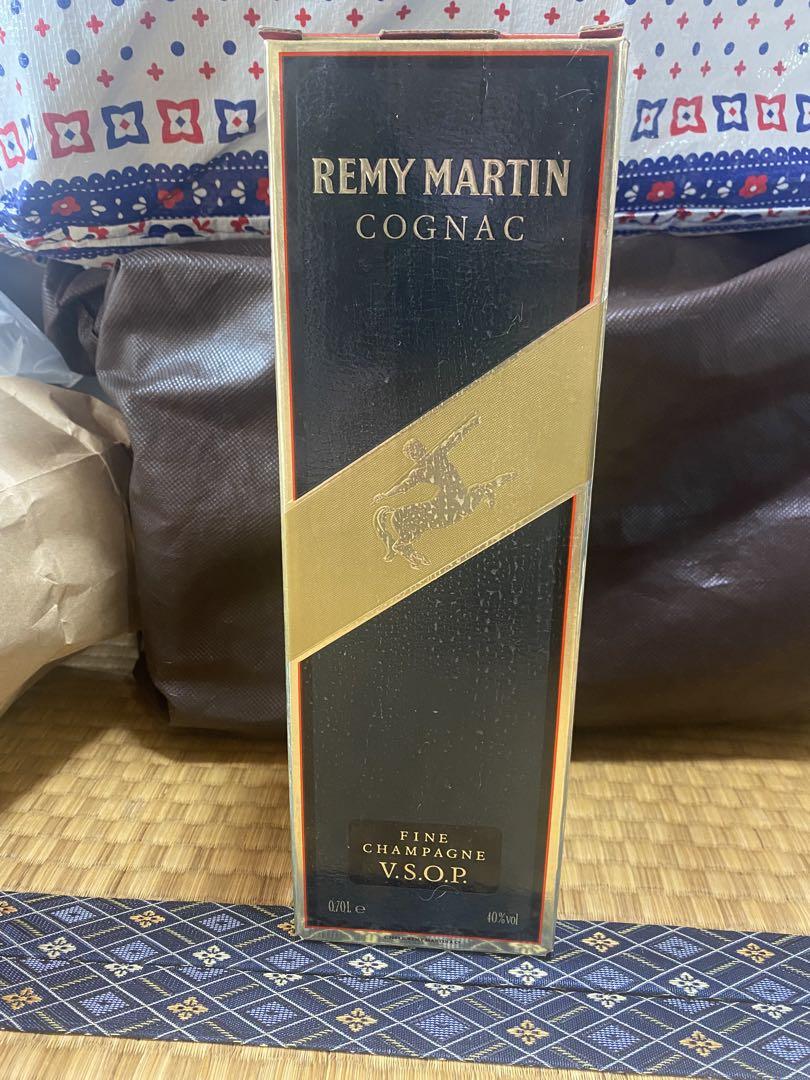 REMY MARTIN
COGNAC
FINE
CHAMPAGNE
V.S.O.P.
0.70L ℮
40%vol